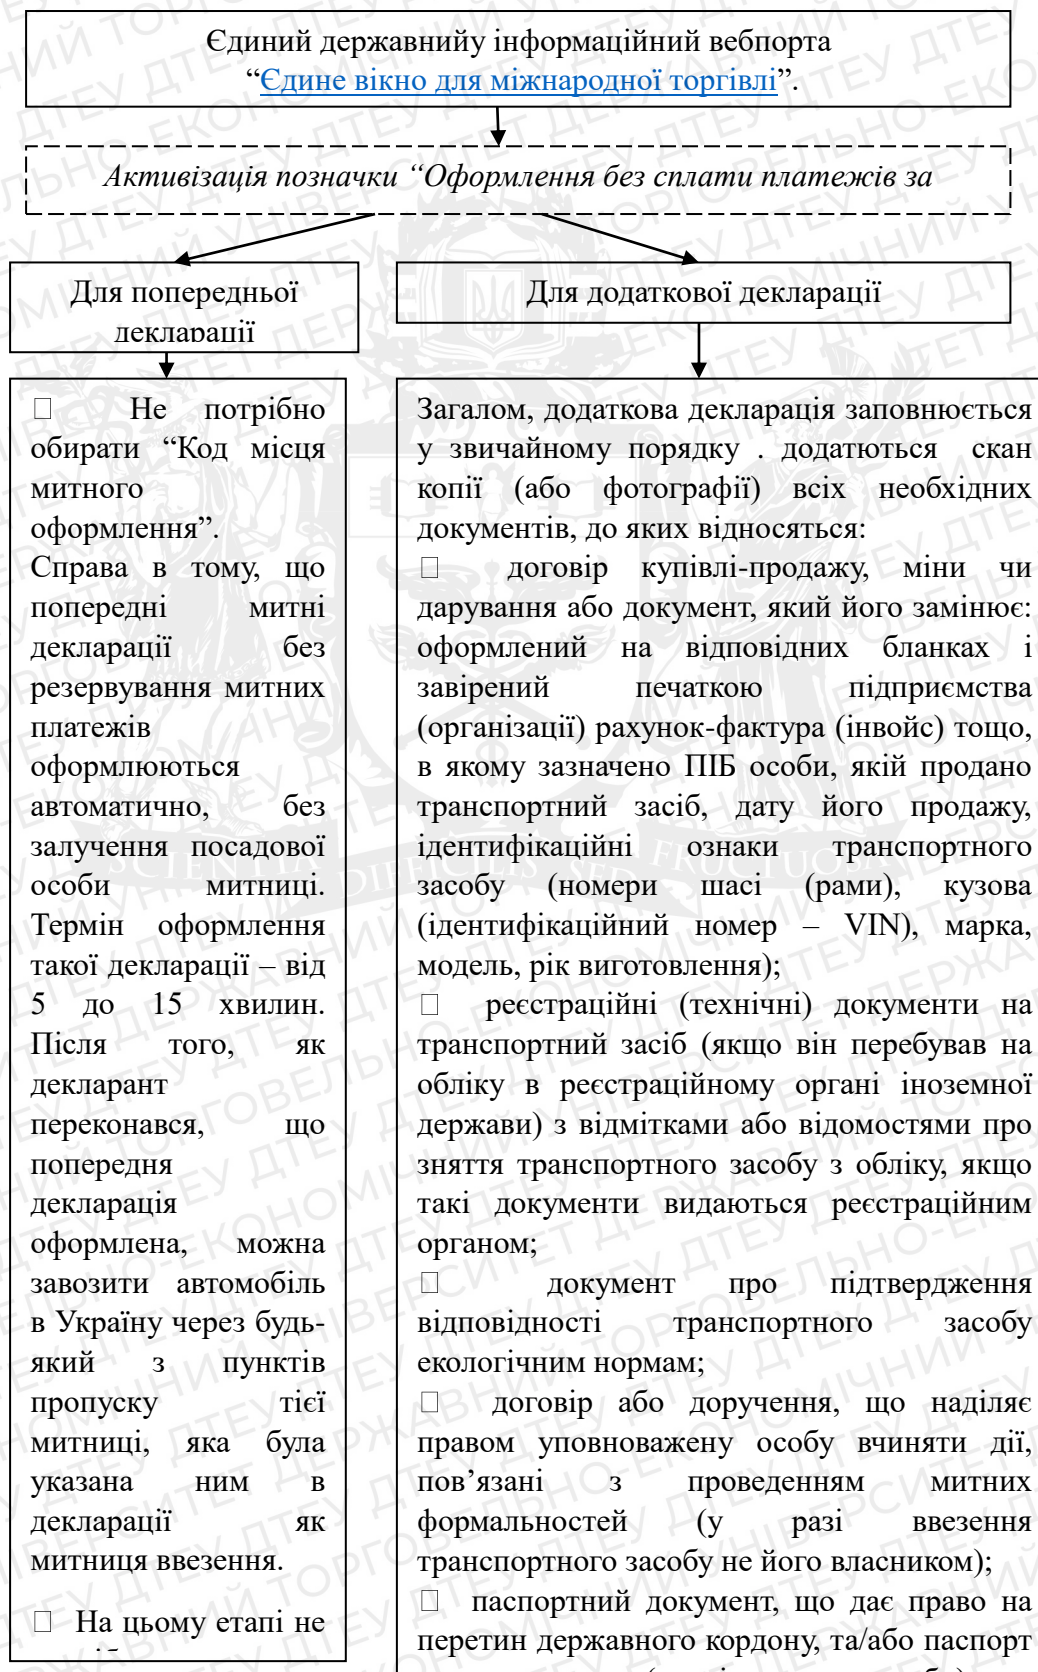 Єдиний державнийу інформаційний вебпорта
“Єдине вікно для міжнародної торгівлі”.
Активізація позначки “Оформлення без сплати платежів за
Для попередньої
декларації
Для додаткової декларації
□ Не потрібно
обирати “Код місця
митного
оформлення”.
Справа в тому, що
попередні митні
декларації без
резервування митних
платежів
оформлюються
автоматично, без
залучення посадової
особи митниці.
Термін оформлення
такої декларації – від
5 до 15 хвилин.
Після того, як
декларант
переконався, що
попередня
декларація
оформлена, можна
завозити автомобіль
в Україну через будь-
який з пунктів
пропуску тієї
митниці, яка була
указана ним в
декларації як
митниця ввезення.
□ На цьому етапі не
Загалом, додаткова декларація заповнюється
у звичайному порядку . додатються скан
копії (або фотографії) всіх необхідних
документів, до яких відносяться:
□ договір купівлі-продажу, міни чи
дарування або документ, який його замінює:
оформлений на відповідних бланках і
завірений печаткою підприємства
(організації) рахунок-фактура (інвойс) тощо,
в якому зазначено ПІБ особи, якій продано
транспортний засіб, дату його продажу,
ідентифікаційні ознаки транспортного
засобу (номери шасі (рами), кузова
(ідентифікаційний номер – VIN), марка,
модель, рік виготовлення);
□ реєстраційні (технічні) документи на
транспортний засіб (якщо він перебував на
обліку в реєстраційному органі іноземної
держави) з відмітками або відомостями про
зняття транспортного засобу з обліку, якщо
такі документи видаються реєстраційним
органом;
□ документ про підтвердження
відповідності транспортного засобу
екологічним нормам;
□ договір або доручення, що наділяє
правом уповноважену особу вчиняти дії,
пов’язані з проведенням митних
формальностей (у разі ввезення
транспортного засобу не його власником);
□ паспортний документ, що дає право на
перетин державного кордону, та/або паспорт
SCIENTIA DIFFICILIS SED FRUCTUOSA